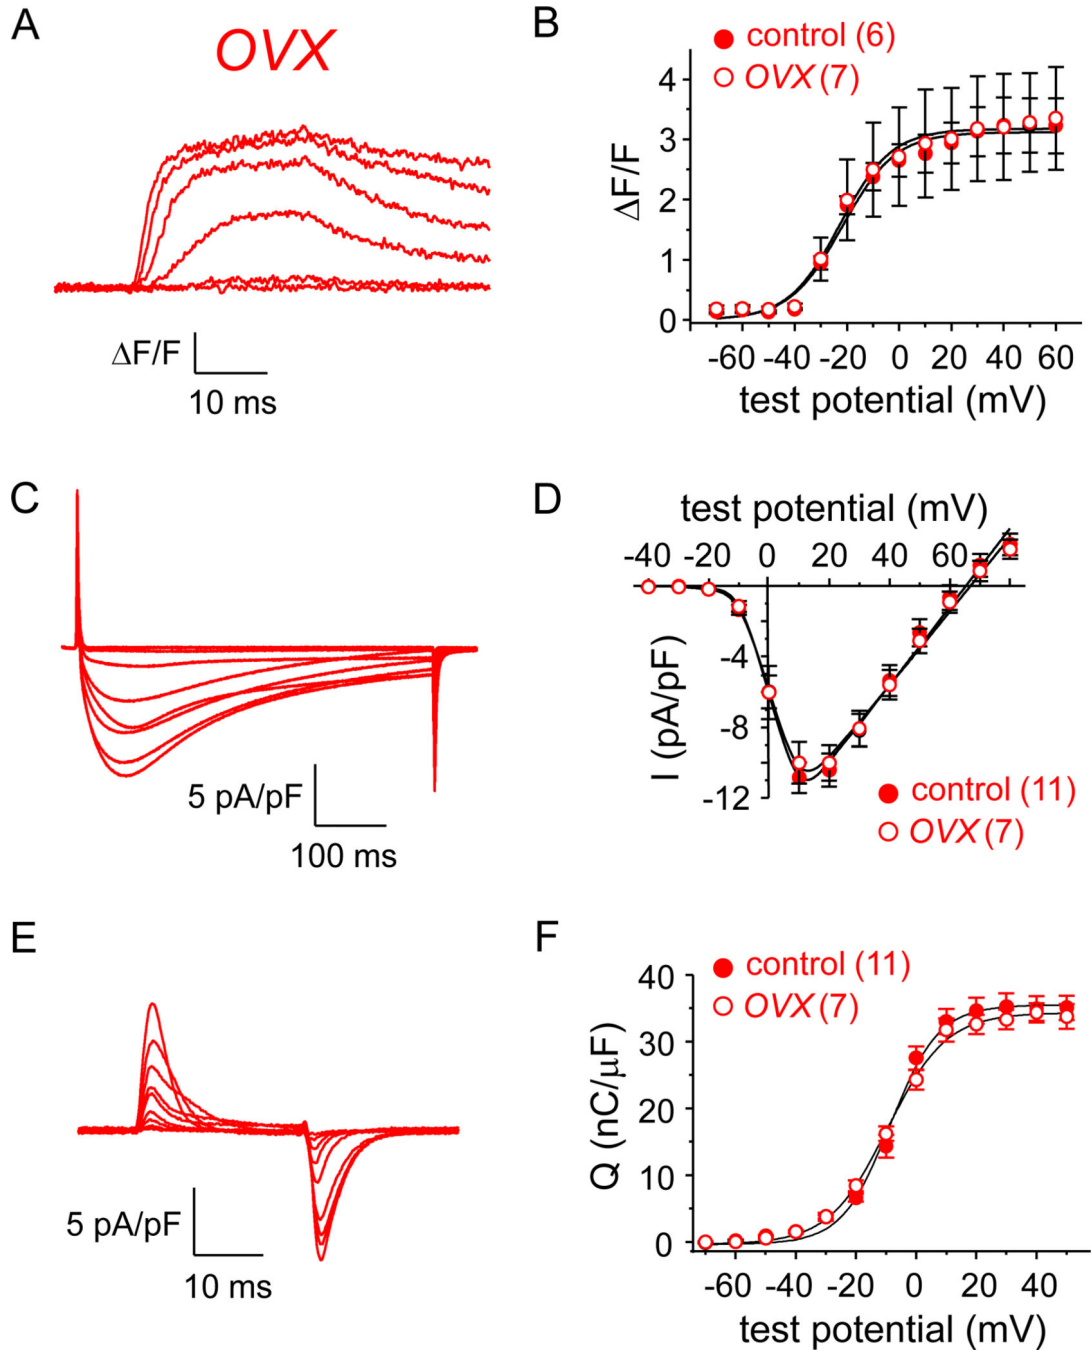 A
OVX
ΔF/F
10 ms
B
control (6)
OVX (7)
ΔF/F
4
3
2
1
0
-60 -40 -20 0 20 40 60
test potential (mV)
C
5 pA/pF
100 ms
D
test potential (mV)
-40 0 20 40 60
-4
-8
-12
I (pA/pF)
control (11)
OVX (7)
E
5 pA/pF
10 ms
F
control (11)
OVX (7)
Q (nC/μF)
40
30
20
10
0
-60 -40 -20 0 20 40
test potential (mV)